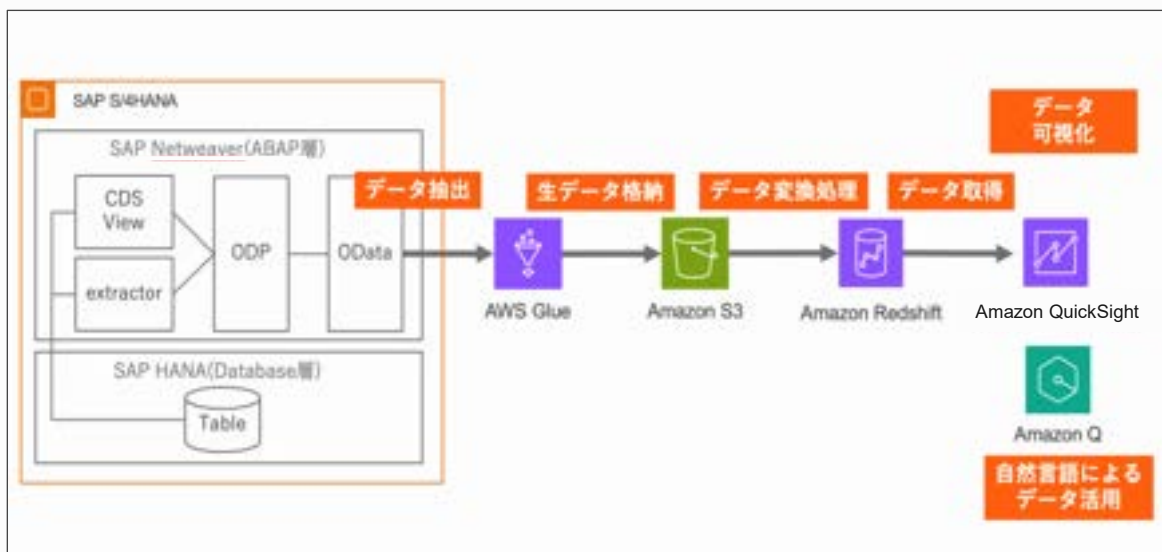 SAP S/4HANA
SAP Netweaver(ABAP層)
CDS
View
extractor
ODP
OData
SAP HANA(Database層)
Table
データ抽出
生データ格納
データ変換処理
データ取得
データ
可視化
AWS Glue
Amazon S3
Amazon Redshift
Amazon QuickSight
Amazon Q
自然言語による
データ活用